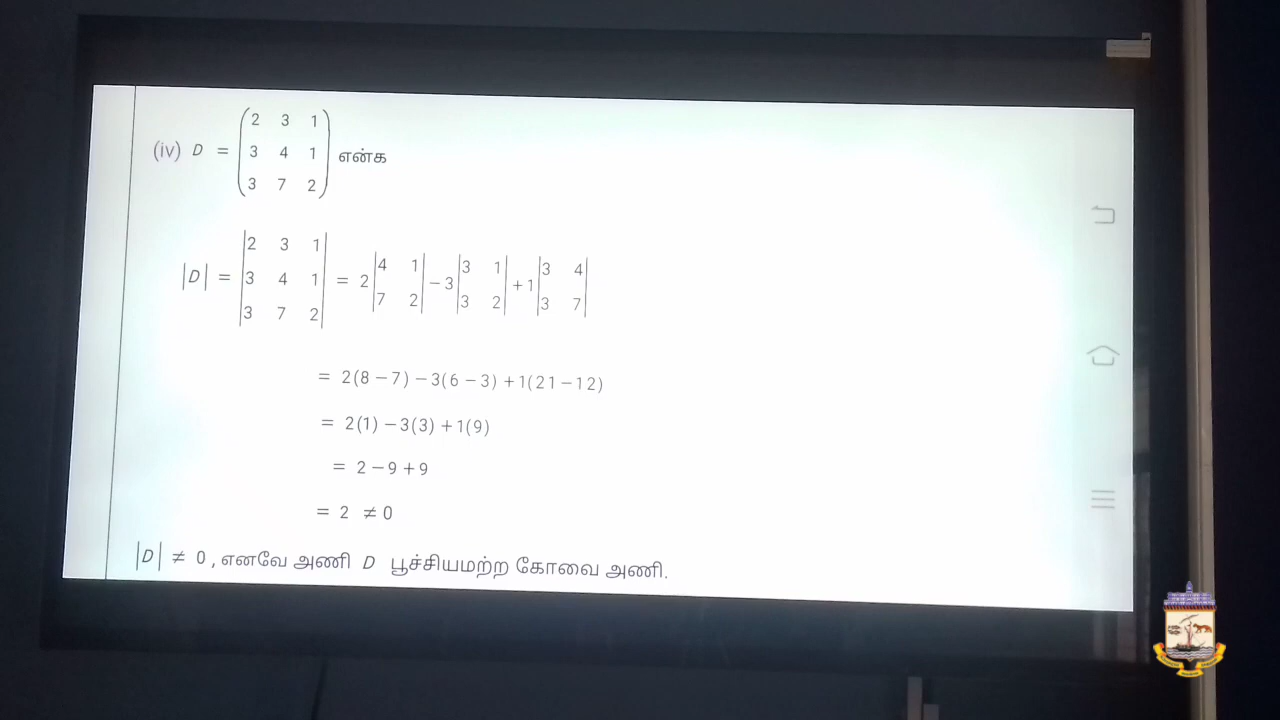 (iv) D = ( 2 3 1
3 4 1
3 7 2 ) என்க
|D| = | 2 3 1
3 4 1
3 7 2 | = 2 | 4 1
7 2 | − 3 | 3 1
3 2 | + 1 | 3 4
3 7 |
= 2(8 − 7) − 3(6 − 3) + 1(21 − 12)
= 2(1) − 3(3) + 1(9)
= 2 − 9 + 9
= 2 ≠ 0
|D| ≠ 0 , எனவே அணி D பூச்சியமற்ற கோவை அணி.